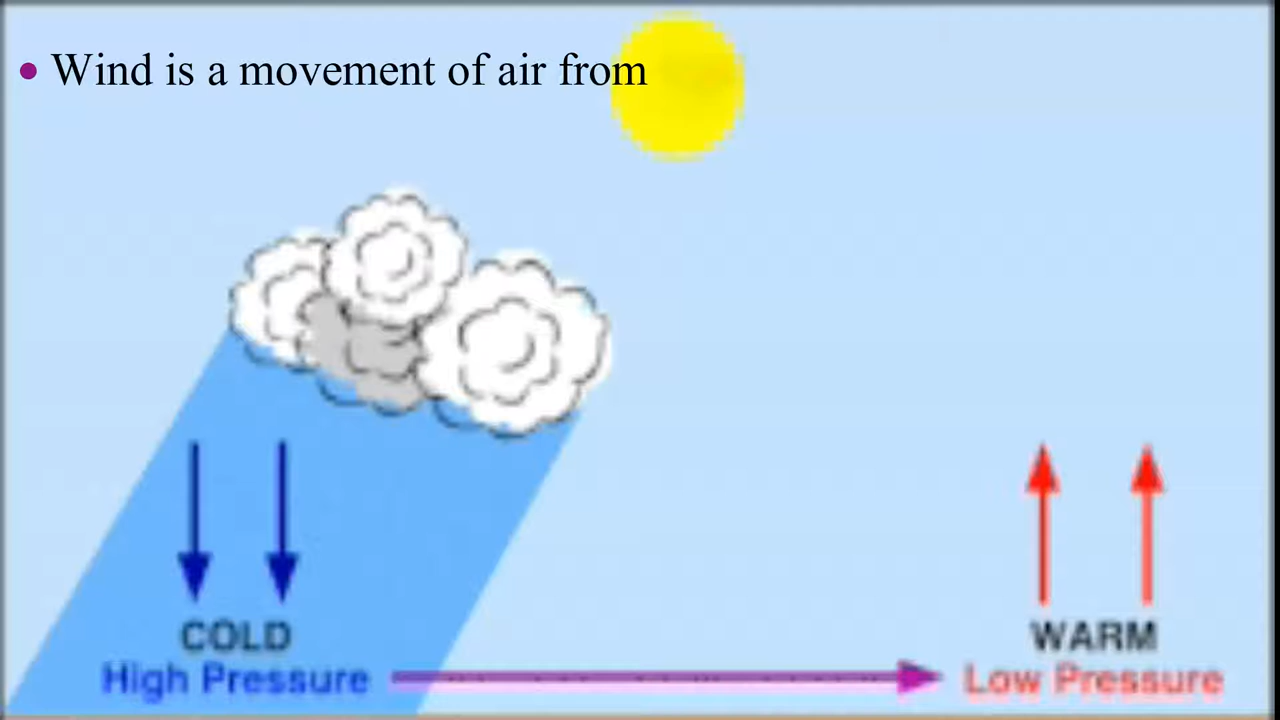 • Wind is a movement of air from
COLD
High Pressure
WARM
Low Pressure